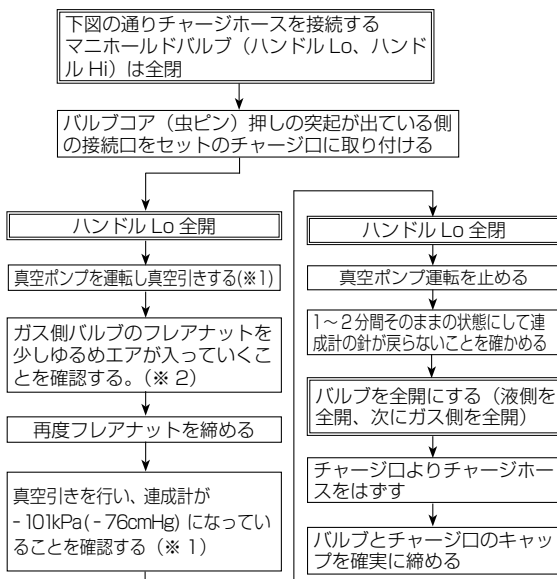 下図の通りチャージホースを接続する
マニホールドバルブ（ハンドル Lo、ハンド
ル Hi）は全閉
バルブコア（虫ピン）押しの突起が出ている側
の接続口をセットのチャージ口に取り付ける
ハンドル Lo 全開
真空ポンプを運転し真空引きする(※1)
ガス側バルブのフレアナットを
少しゆるめエアが入っていくこ
とを確認する。（※ 2）
再度フレアナットを締める
真空引きを行い、連成計が
- 101kPa( - 76cmHg) になってい
ることを確認する（※ 1）
ハンドル Lo 全閉
真空ポンプ運転を止める
1～2分間そのままの状態にして連
成計の針が戻らないことを確かめる
バルブを全開にする（液側を
全開、次にガス側を全開）
チャージ口よりチャージホー
スをはずす
バルブとチャージ口のキャッ
プを確実に締める